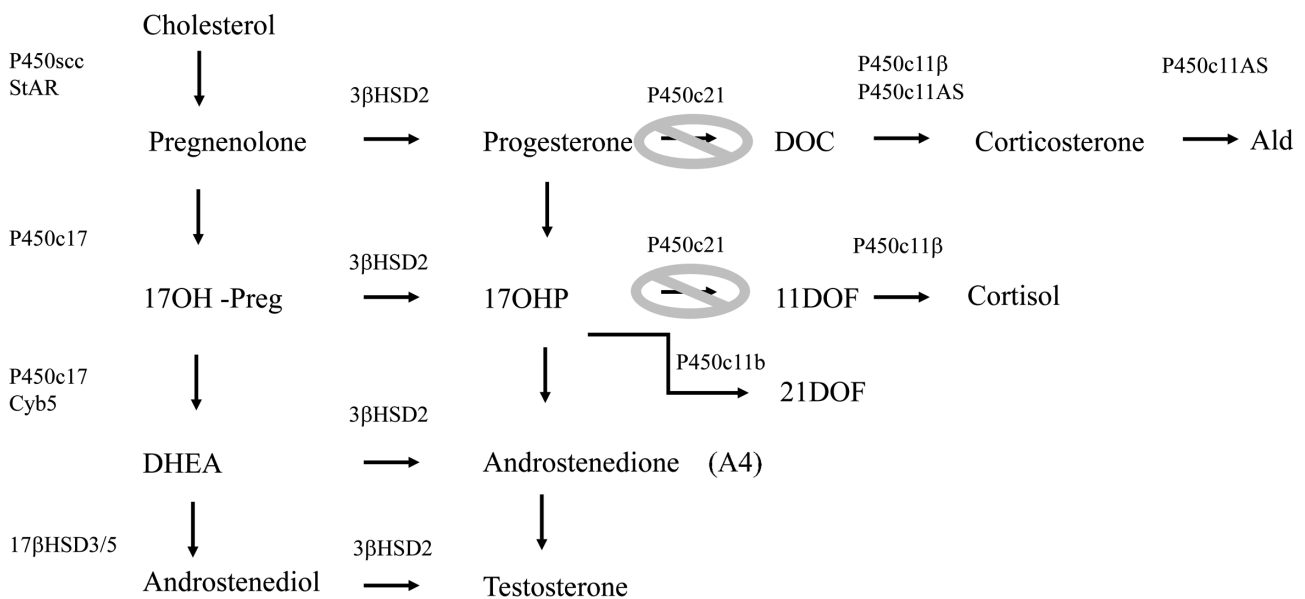 Cholesterol
P450scc
StAR
3βHSD2
P450c21
P450c11β
P450c11AS
P450c11AS
Pregnenolone
Progesterone
DOC
Corticosterone
Ald
P450c17
3βHSD2
P450c21
P450c11β
17OH -Preg
17OHP
11DOF
Cortisol
P450c17
Cyb5
P450c11b
21DOF
3βHSD2
DHEA
Androstenedione (A4)
17βHSD3/5
3βHSD2
Androstenediol
Testosterone